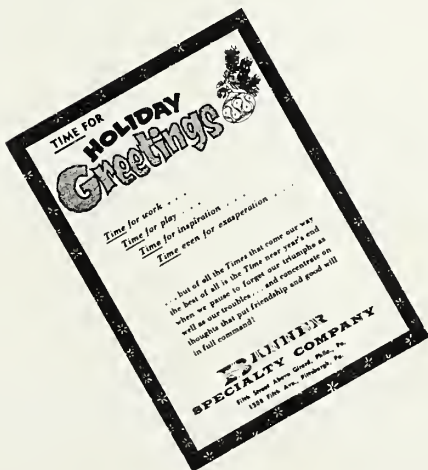 TIME FOR
HOLIDAY
Greetings
Time for work . . . .
Time for play . . . .
Time for inspiration . . . .
Time even for exasperation . . . .
. . . but of all the Times that come our way
the best of all is the Time near year's end
when we pause to forget our triumphs as
well as our troubles . . . and concentrate on
thoughts that put friendship and good will
in full command!
BANNER
SPECIALTY COMPANY
Fifth Street Above Girard, Phila., Pa.
1508 Fifth Ave., Pittsburgh, Pa.